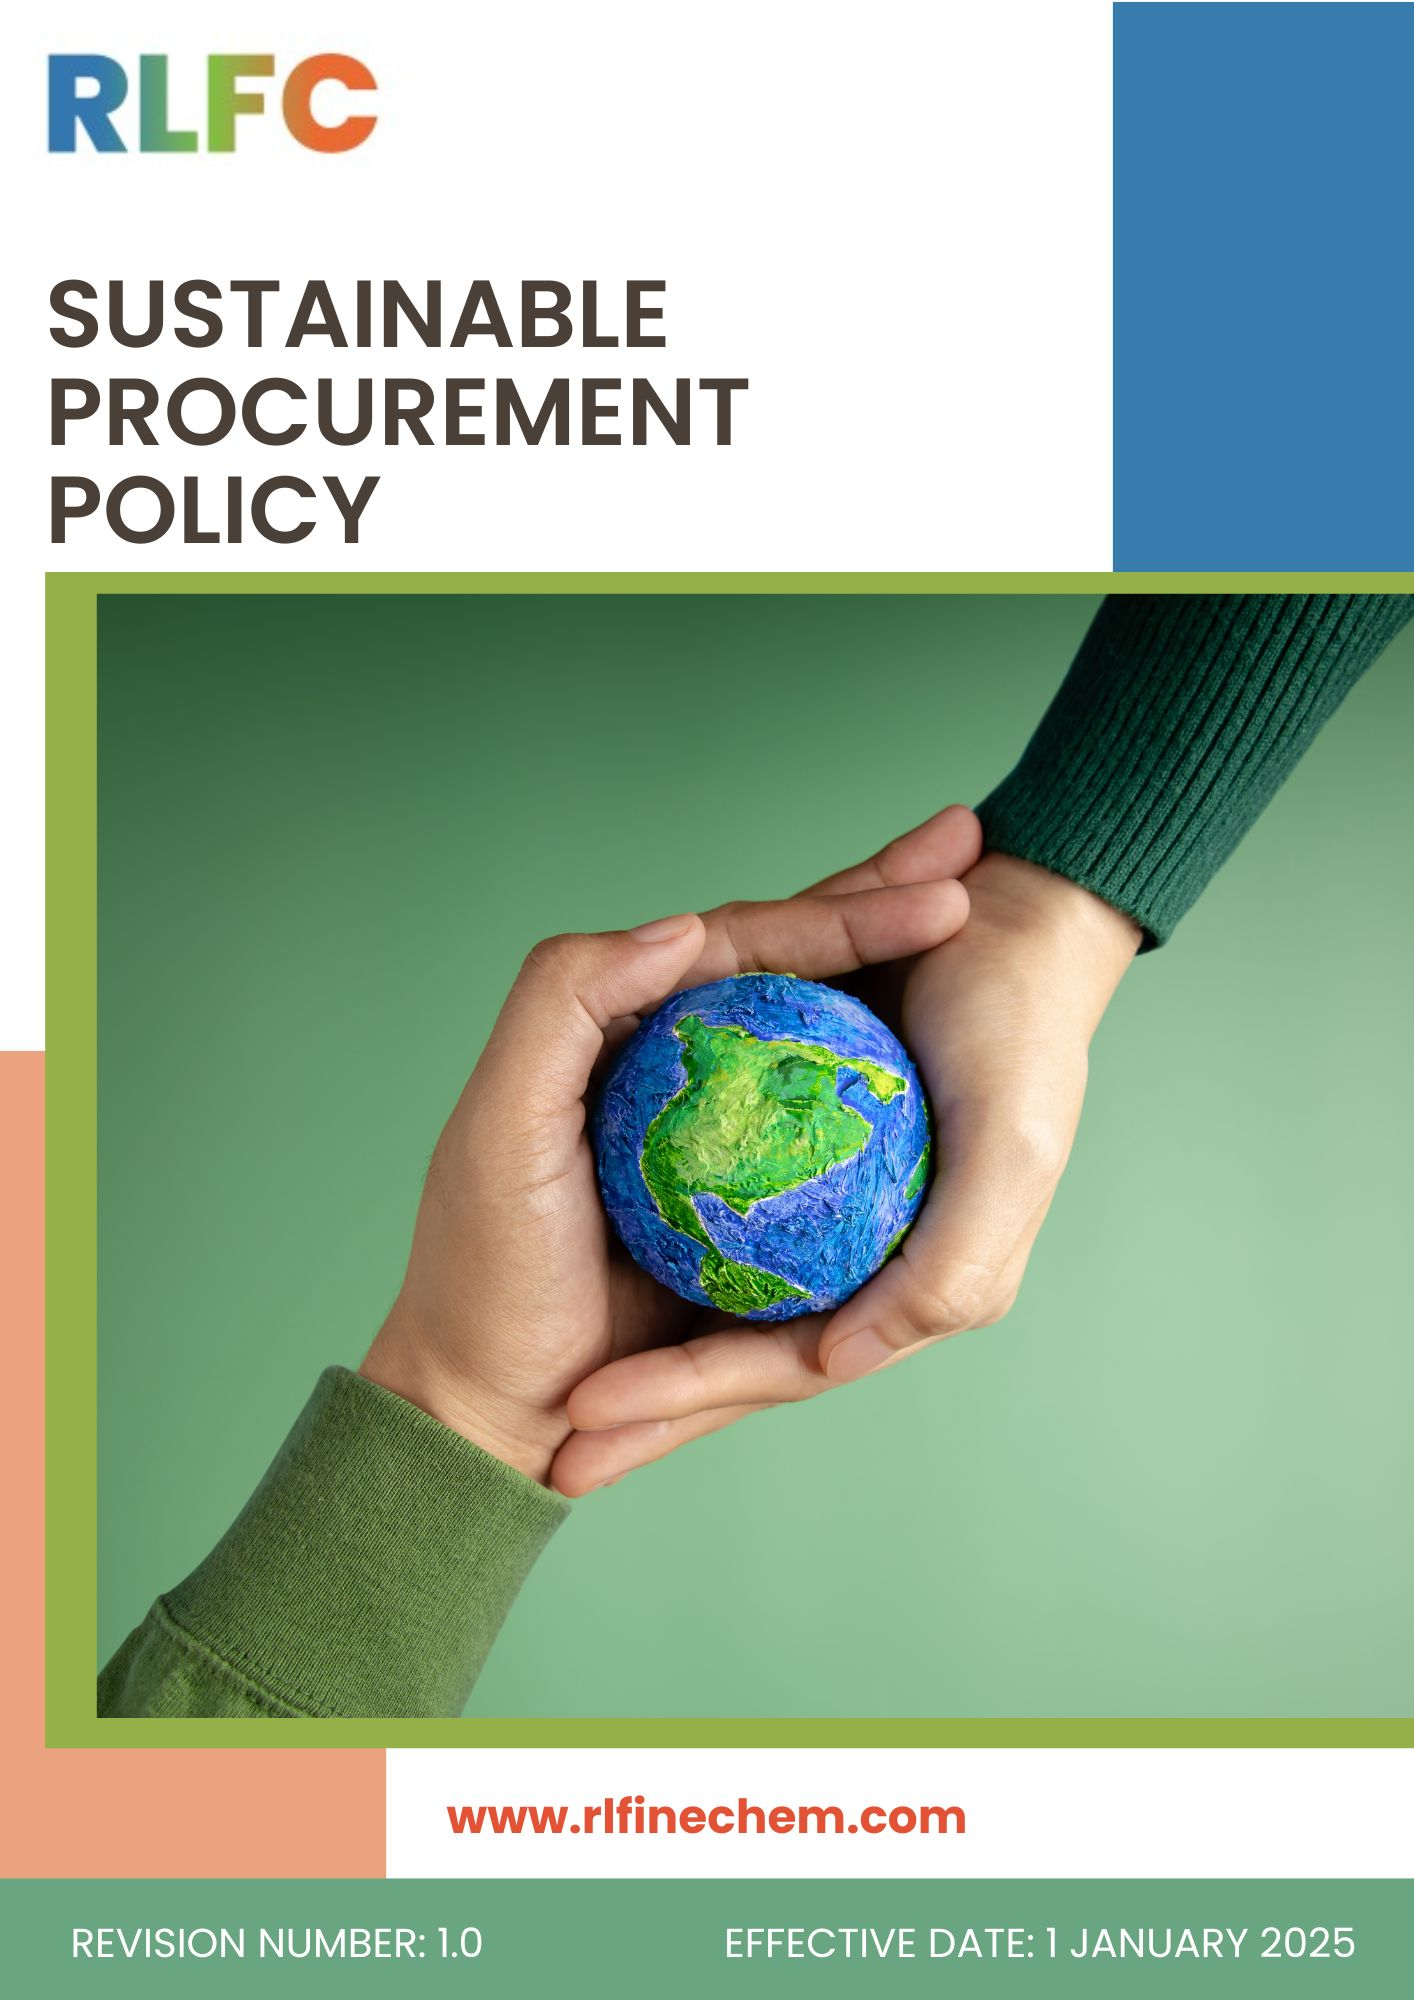 RLFC
SUSTAINABLE
PROCUREMENT
POLICY
www.rlfinechem.com
REVISION NUMBER: 1.0
EFFECTIVE DATE: 1 JANUARY 2025